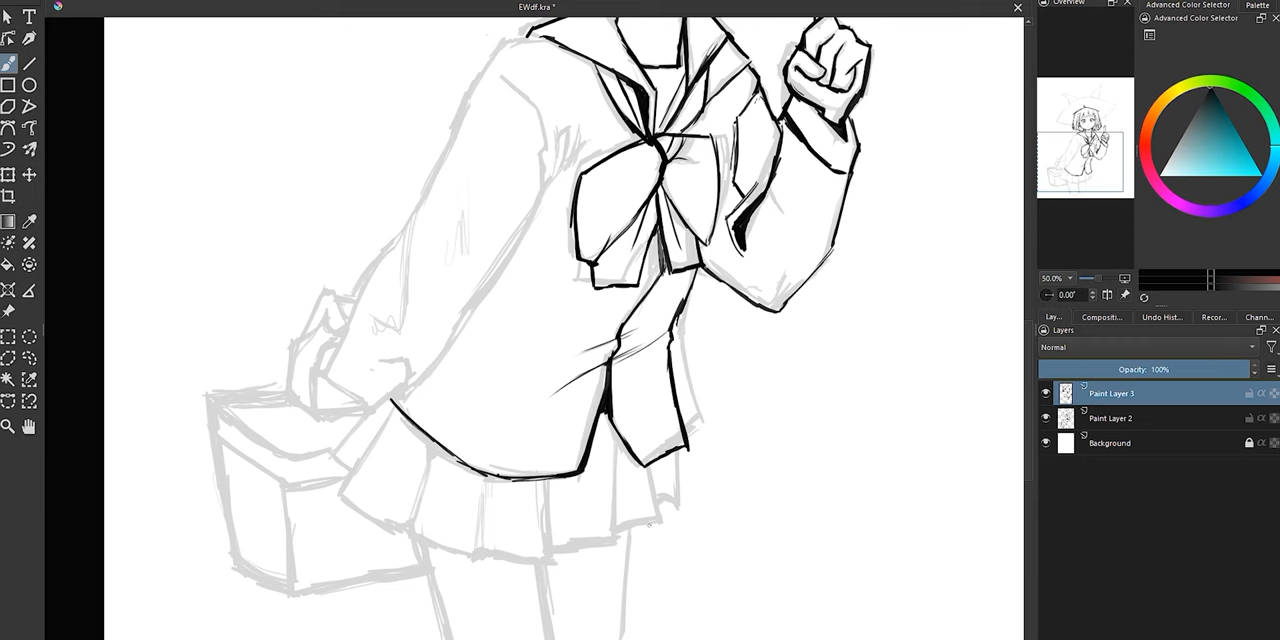 EWdf.kra *
Overview
Advanced Color Selector
Palette
Advanced Color Selector
50.0%
0.00°
Lay...
Compositi...
Undo Hist...
Recor...
Chann...
Layers
Normal
Opacity: 100%
Paint Layer 3
Paint Layer 2
Background